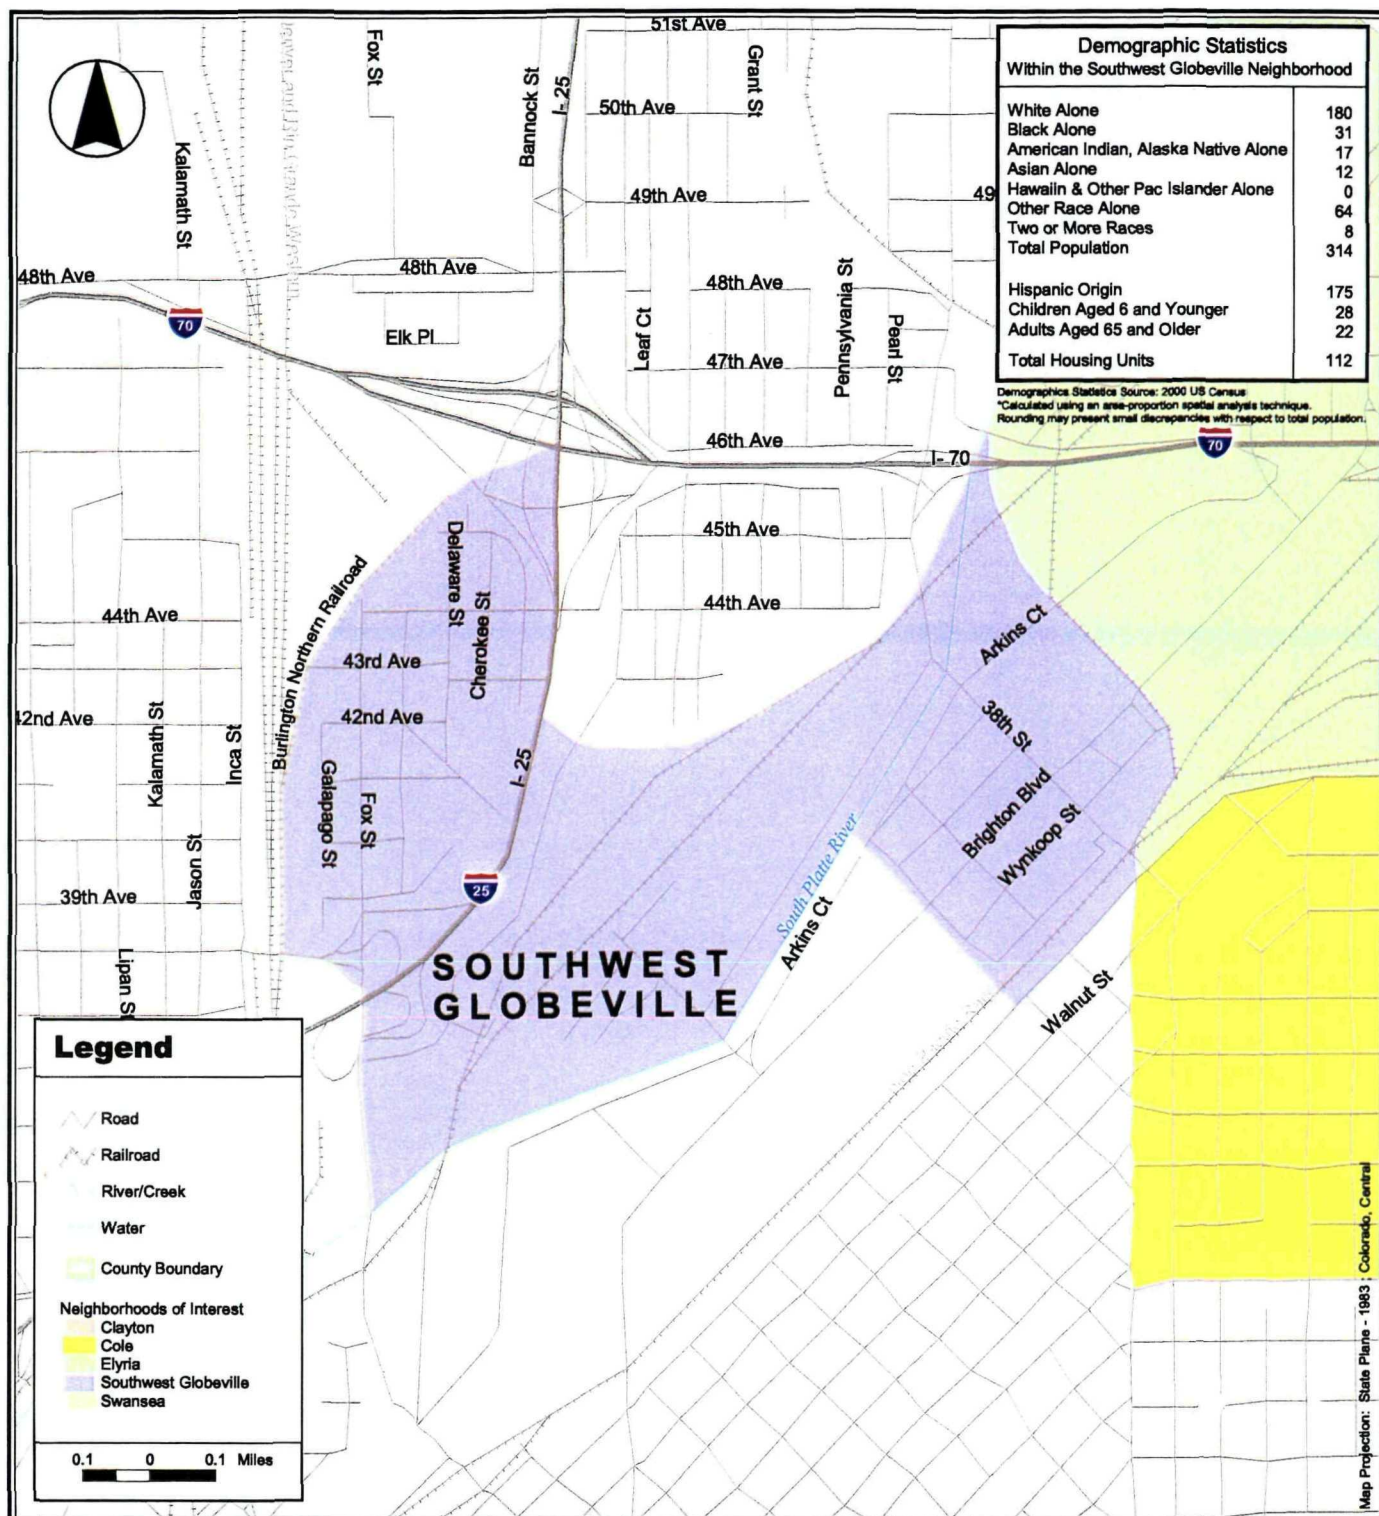 51st Ave
Fox St
Grant St
Bannock St
I- 25
50th Ave
Kalamath St
49th Ave
49
48th Ave
48th Ave
48th Ave
Pennsylvania St
70
Elk Pl
Leaf Ct
47th Ave
Pearl St
46th Ave
I- 70
70
Demographic Statistics
Within the Southwest Globeville Neighborhood
White Alone 180
Black Alone 31
American Indian, Alaska Native Alone 17
Asian Alone 12
Hawaiin & Other Pac Islander Alone 0
Other Race Alone 64
Two or More Races 8
Total Population 314
Hispanic Origin 175
Children Aged 6 and Younger 28
Adults Aged 65 and Older 22
Total Housing Units 112
Demographics Statistics Source: 2000 US Census
*Calculated using an area-proportion spatial analysis technique.
Rounding may present small discrepancies with respect to total population.
45th Ave
Delaware St
Cherokee St
Burlington Northern Railroad
44th Ave
44th Ave
43rd Ave
Arkins Ct
42nd Ave
12nd Ave
38th St
Kalamath St
Inca St
I- 25
Galapago St
Fox St
Brighton Blvd
Wynkoop St
South Platte River
Jason St
25
39th Ave
Arkins Ct
Lipan St
SOUTHWEST
GLOBEVILLE
Walnut St
Legend
Road
Railroad
River/Creek
Water
County Boundary
Neighborhoods of Interest
Clayton
Cole
Elyria
Southwest Globeville
Swansea
0.1 0 0.1 Miles
Map Projection: State Plane - 1983 ; Colorado, Central